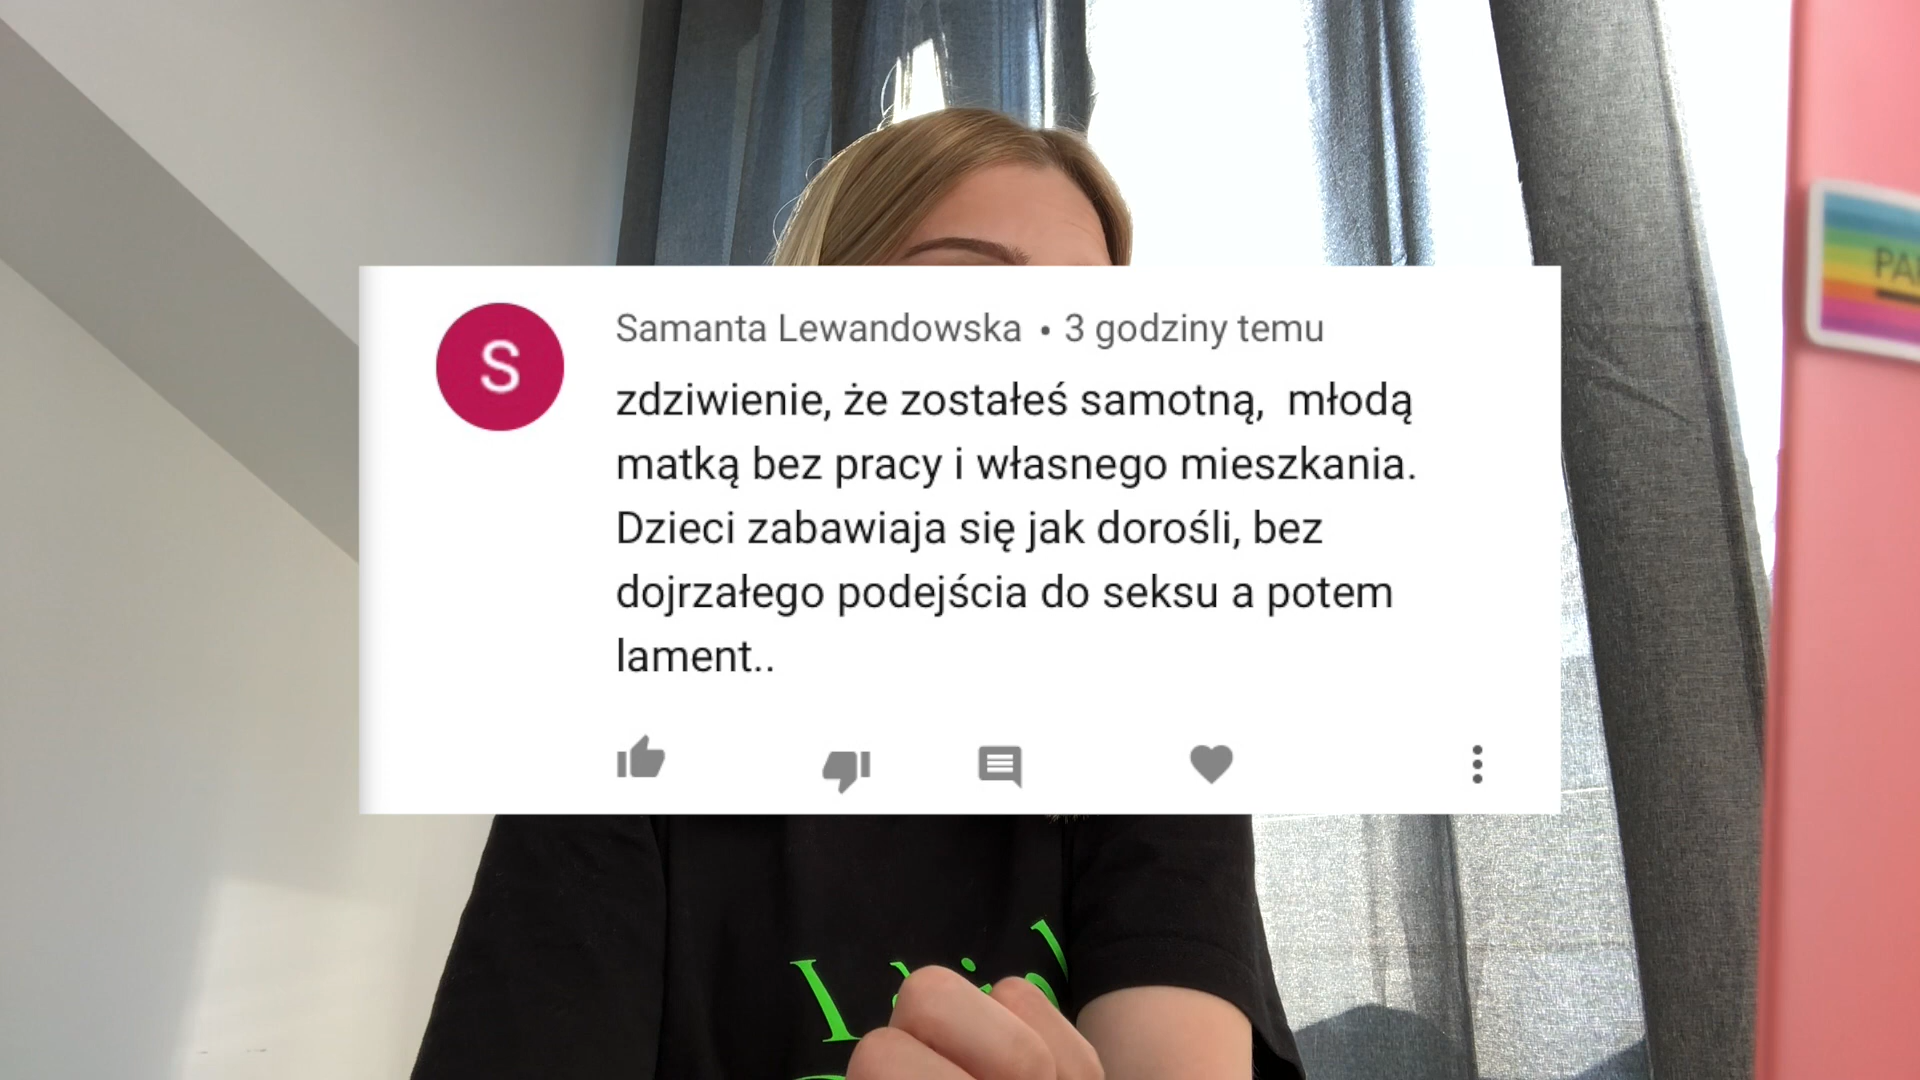 S
Samanta Lewandowska • 3 godziny temu
zdziwienie, że zostałeś samotną, młodą
matką bez pracy i własnego mieszkania.
Dzieci zabawiaja się jak dorośli, bez
dojrzałego podejścia do seksu a potem
lament..